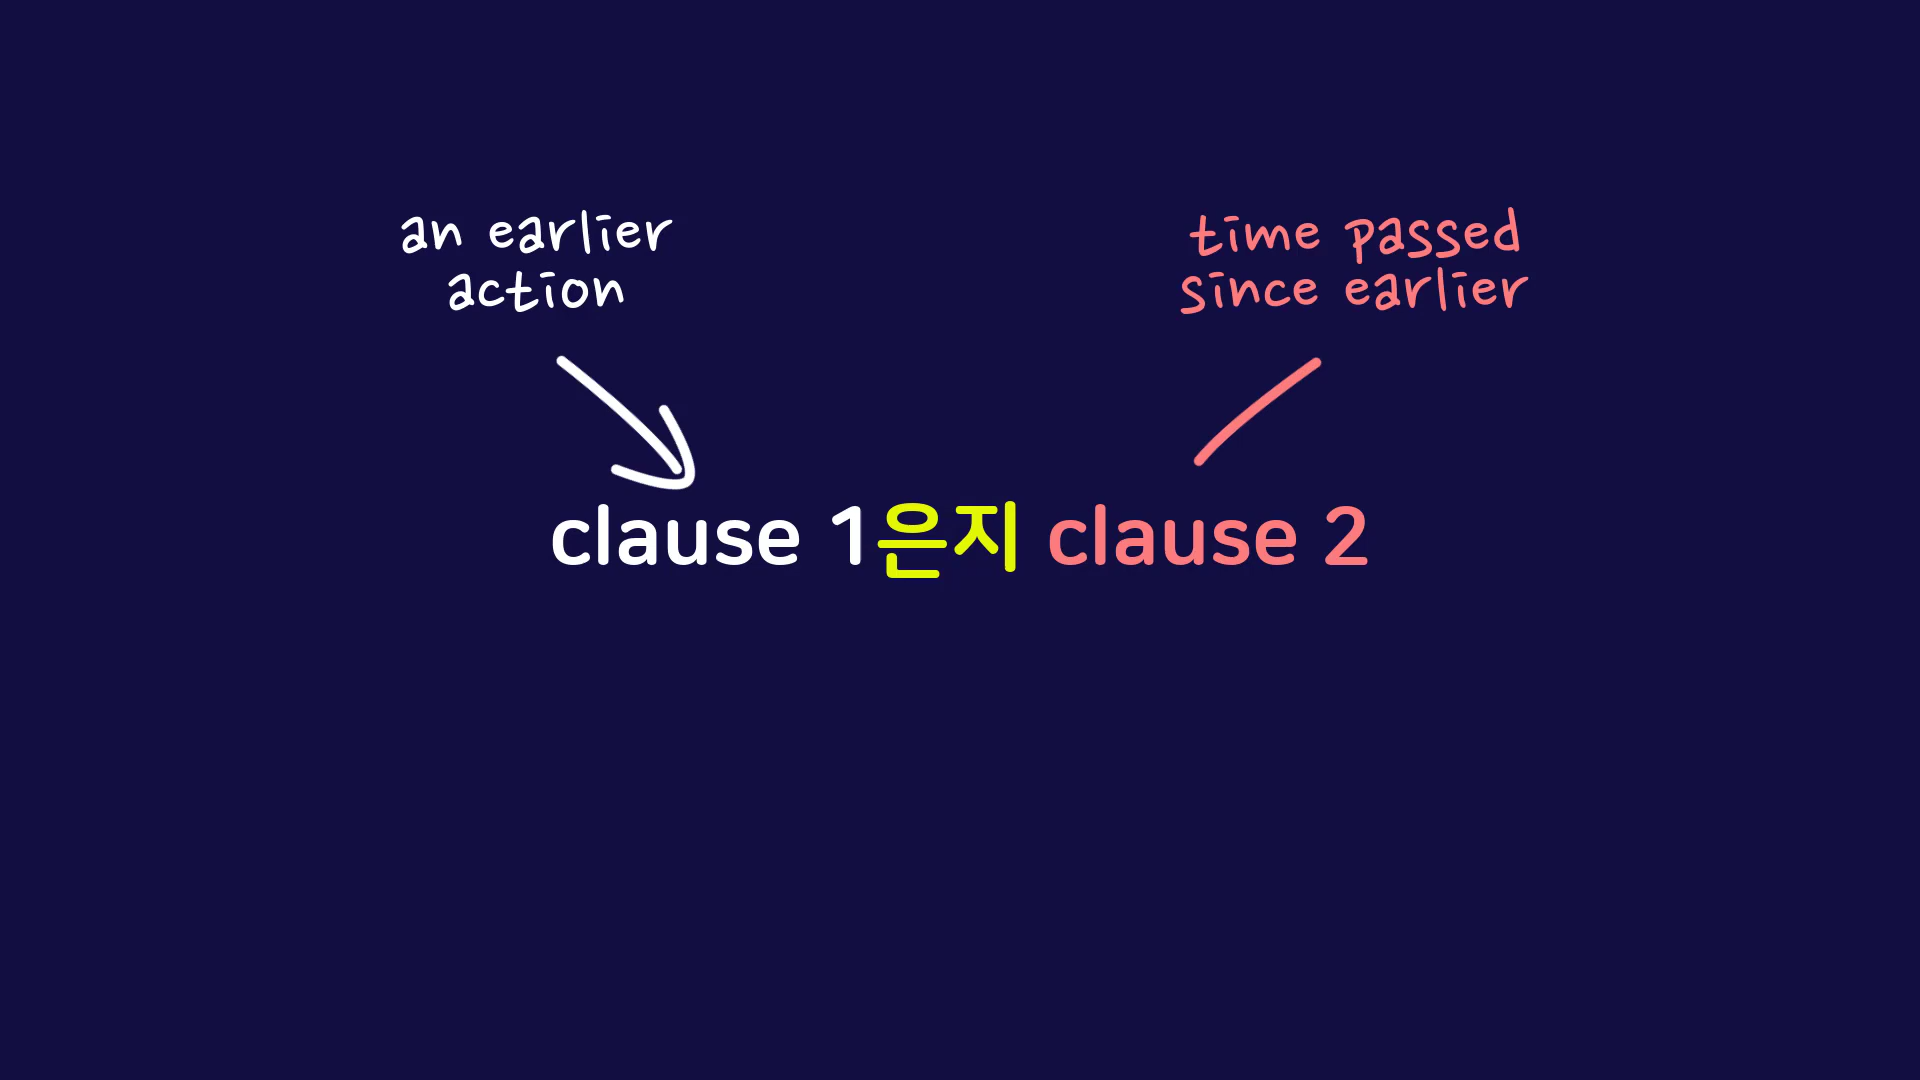 an earlier
action
time passed
since earlier
clause 1은지 clause 2